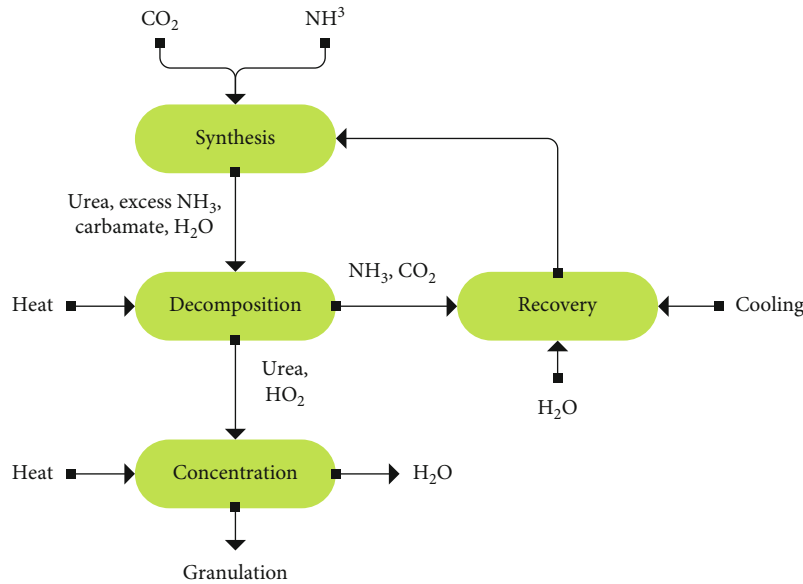 CO₂
NH³
Synthesis
Urea, excess NH₃,
carbamate, H₂O
NH₃, CO₂
Heat
Decomposition
Recovery
Cooling
Urea,
HO₂
H₂O
Heat
Concentration
H₂O
Granulation